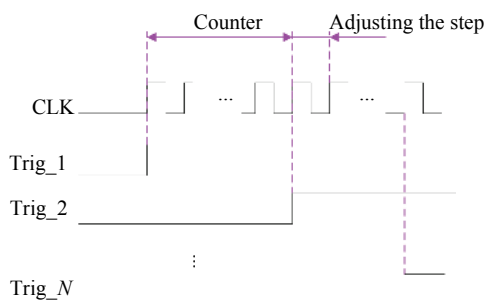 Counter Adjusting the step
CLK ... ...
Trig_1
Trig_2
⋮
Trig_N